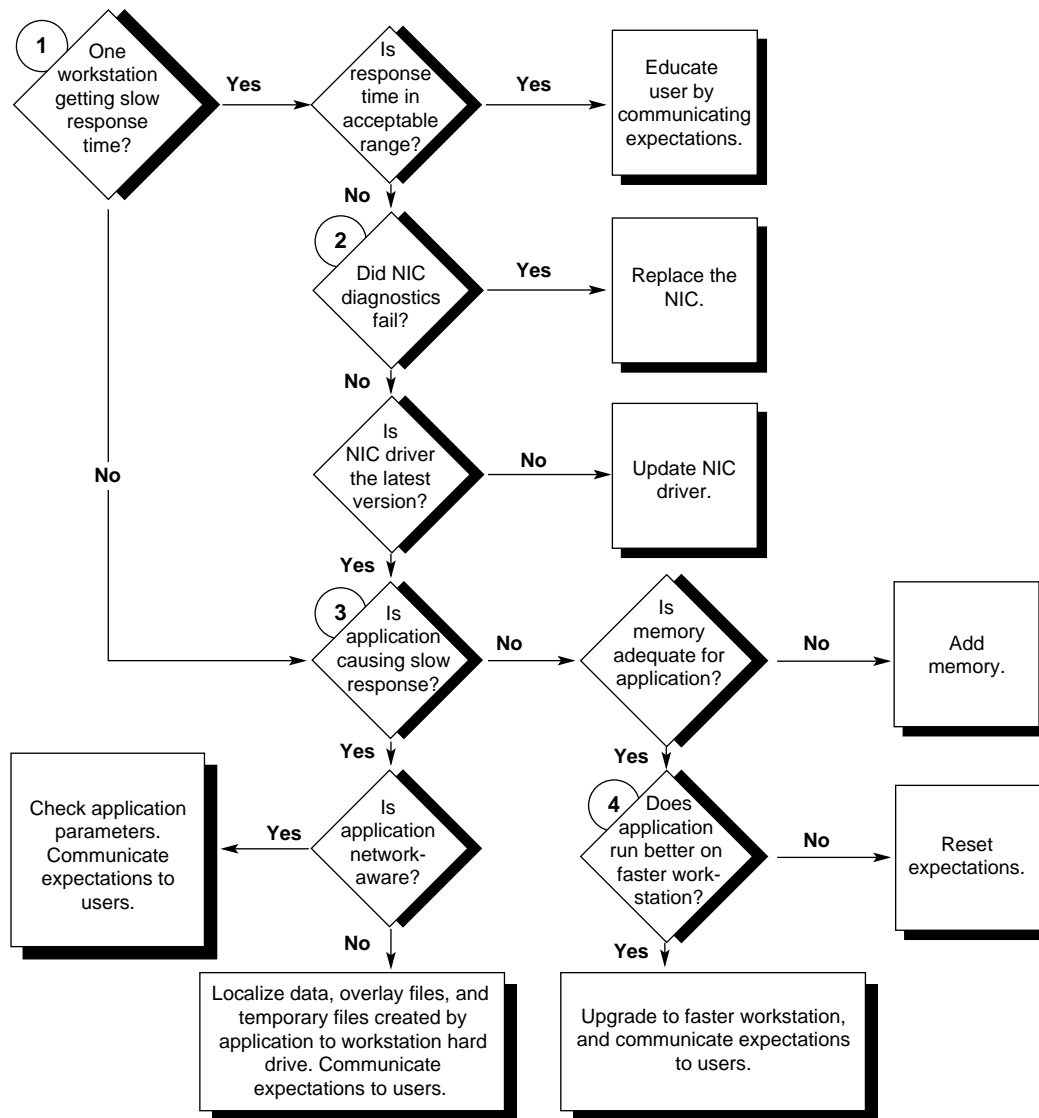 1
One
workstation
getting slow
response
time?
Yes
Is
response
time in
acceptable
range?
Yes
Educate
user by
communicating
expectations.
No
2
Did NIC
diagnostics
fail?
Yes
Replace the
NIC.
No
Is
NIC driver
the latest
version?
No
Update NIC
driver.
No
Yes
3
Is
application
causing slow
response?
No
Is
memory
adequate for
application?
No
Add
memory.
Yes
Yes
Check application
parameters.
Communicate
expectations to
users.
Yes
Is
application
network-
aware?
4
Does
application
run better on
faster work-
station?
No
Reset
expectations.
No
Yes
Localize data, overlay files, and
temporary files created by
application to workstation hard
drive. Communicate
expectations to users.
Upgrade to faster workstation,
and communicate expectations
to users.